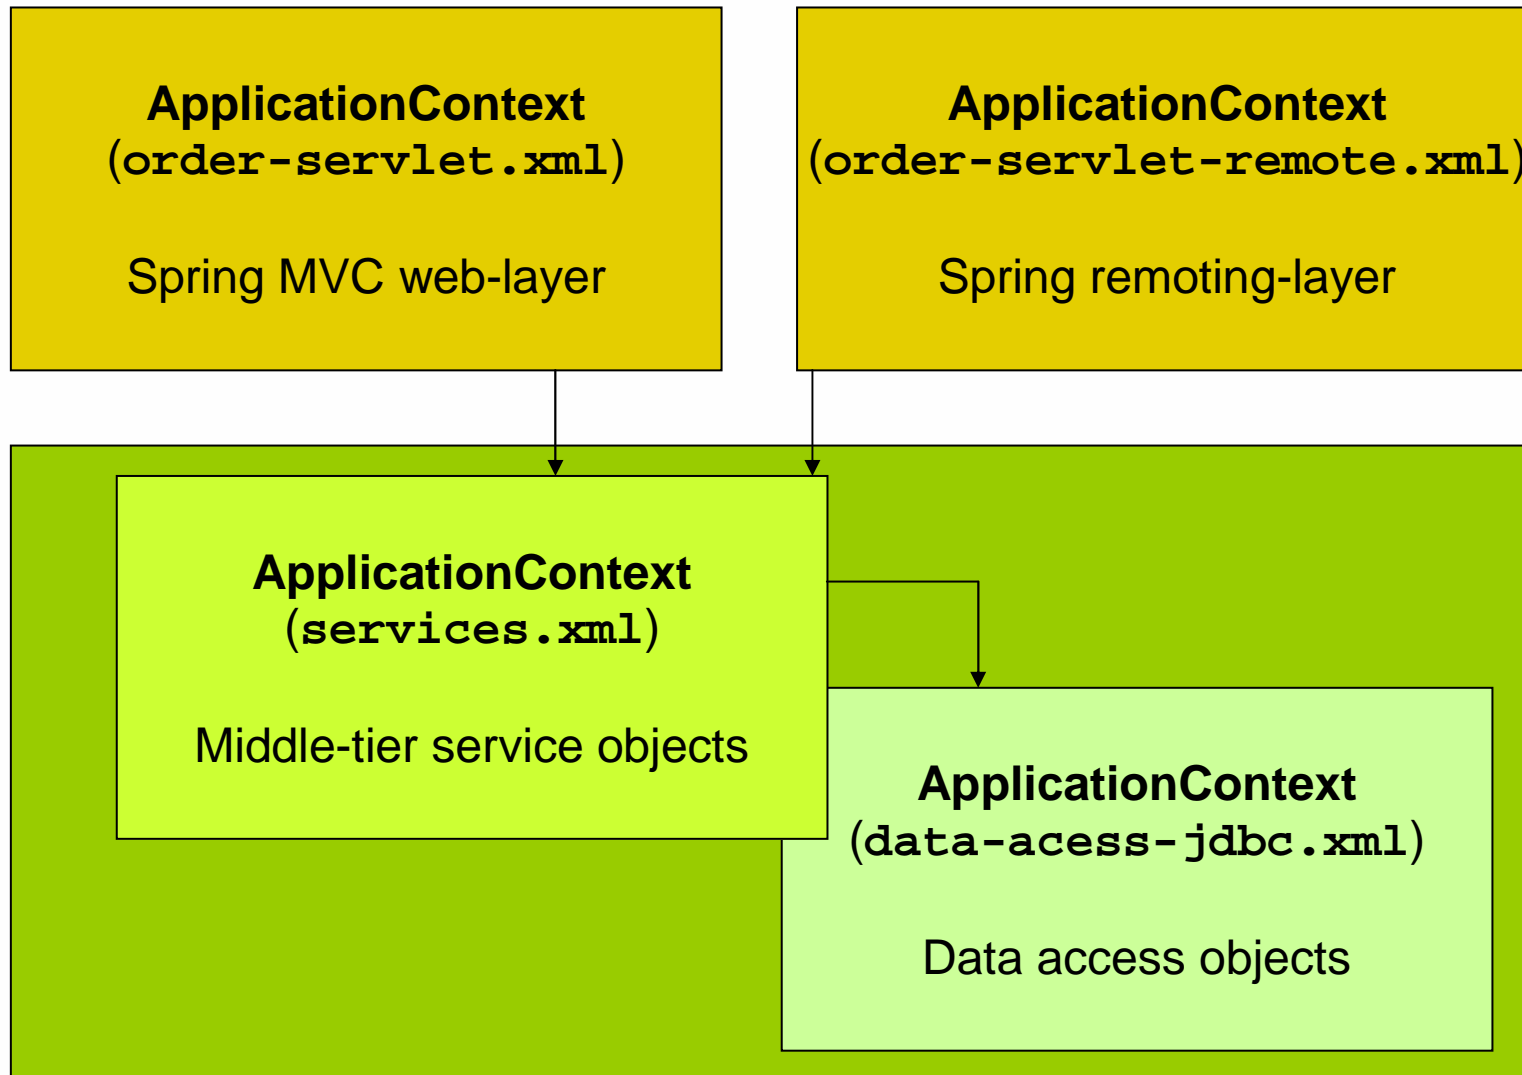 ApplicationContext
(order-servlet.xml)
Spring MVC web-layer
ApplicationContext
(order-servlet-remote.xml)
Spring remoting-layer
ApplicationContext
(services.xml)
Middle-tier service objects
ApplicationContext
(data-acess-jdbc.xml)
Data access objects